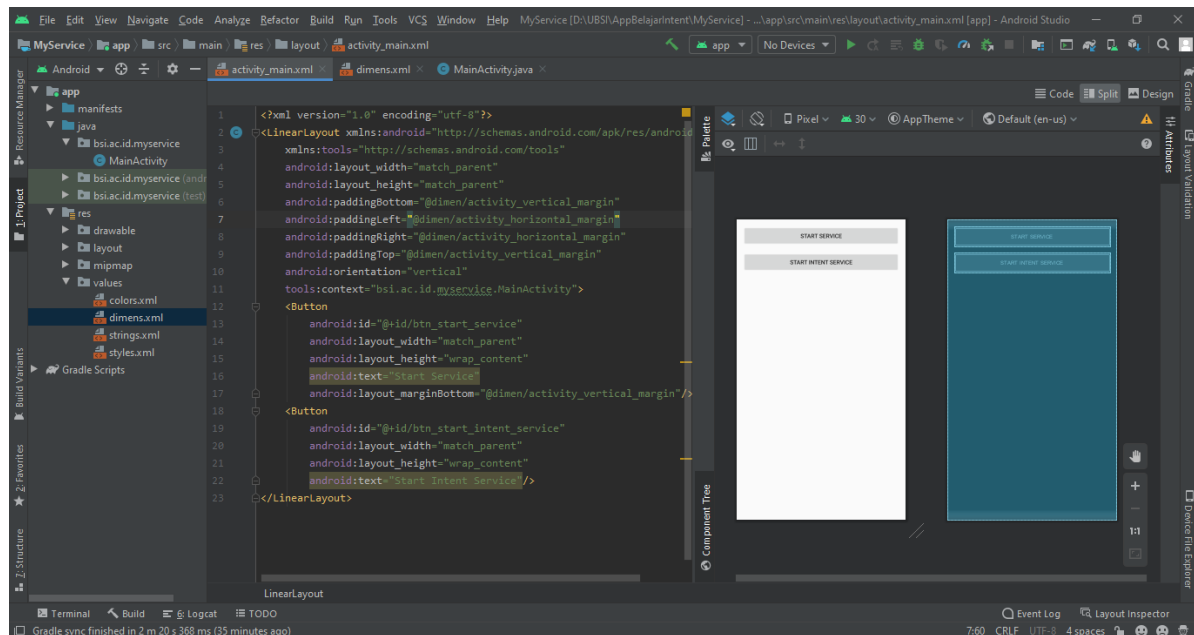 File Edit View Navigate Code Analyze Refactor Build Run Tools VCS Window Help MyService [D:\UBSI\AppBelajarIntent\MyService] - ...\app\src\main\res\layout\activity_main.xml [app] - Android Studio
MyService app src main res layout activity_main.xml
app No Devices
Android
activity_main.xml dimens.xml MainActivity.java
Code Split Design
Resource Manager
1: Project
Build Variants
2: Favorites
7: Structure
app
manifests
java
bsi.ac.id.myservice
MainActivity
bsi.ac.id.myservice (andr
bsi.ac.id.myservice (test)
res
drawable
layout
mipmap
values
colors.xml
dimens.xml
strings.xml
styles.xml
Gradle Scripts
1 <?xml version="1.0" encoding="utf-8"?>
2 <LinearLayout xmlns:android="http://schemas.android.com/apk/res/android
3 xmlns:tools="http://schemas.android.com/tools"
4 android:layout_width="match_parent"
5 android:layout_height="match_parent"
6 android:paddingBottom="@dimen/activity_vertical_margin"
7 android:paddingLeft="@dimen/activity_horizontal_margin"
8 android:paddingRight="@dimen/activity_horizontal_margin"
9 android:paddingTop="@dimen/activity_vertical_margin"
10 android:orientation="vertical"
11 tools:context="bsi.ac.id.myservice.MainActivity">
12 <Button
13 android:id="@+id/btn_start_service"
14 android:layout_width="match_parent"
15 android:layout_height="wrap_content"
16 android:text="Start Service"
17 android:layout_marginBottom="@dimen/activity_vertical_margin"/>
18 <Button
19 android:id="@+id/btn_start_intent_service"
20 android:layout_width="match_parent"
21 android:layout_height="wrap_content"
22 android:text="Start Intent Service"/>
23 </LinearLayout>
LinearLayout
Palette
Component Tree
Pixel 30 AppTheme Default (en-us)
START SERVICE
START INTENT SERVICE
START SERVICE
START INTENT SERVICE
1:1
Attributes
Gradle
Layout Validation
Device File Explorer
Terminal Build 6: Logcat TODO
Event Log Layout Inspector
Gradle sync finished in 2 m 20 s 368 ms (35 minutes ago)
7:60 CRLF UTF-8 4 spaces